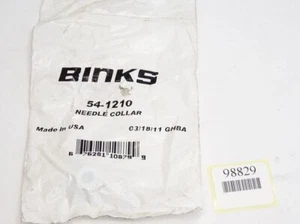 BINKS
54-1210
NEEDLE COLLAR
Made in USA 03/18/11 GHBA
98829